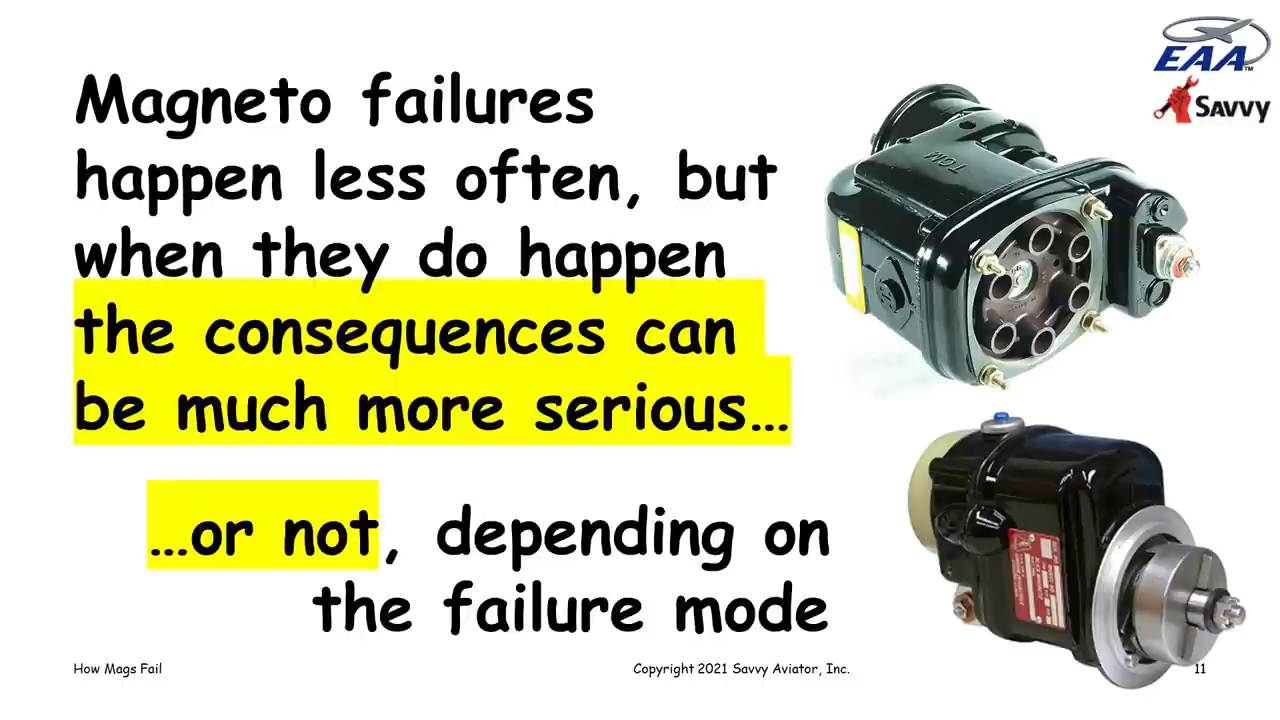 EAA
Savvy
Magneto failures
happen less often, but
when they do happen
the consequences can
be much more serious...
...or not, depending on
the failure mode
TCM
How Mags Fail
Copyright 2021 Savvy Aviator, Inc.
11